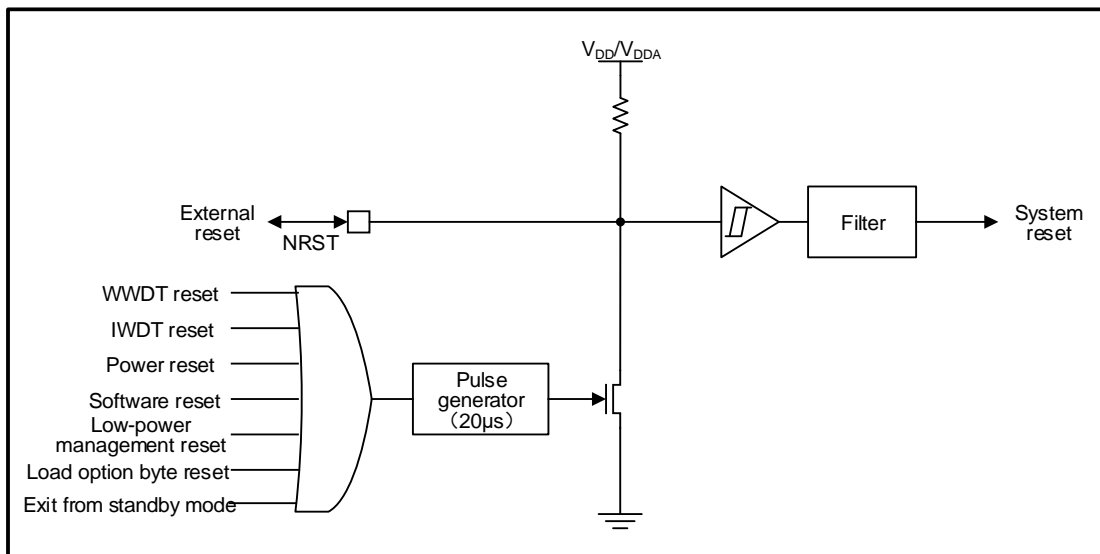 VDD/VDDA
External
reset
NRST
Filter
System
reset
WWDT reset
IWDT reset
Power reset
Software reset
Low-power
management reset
Load option byte reset
Exit from standby mode
Pulse
generator
（20μs）